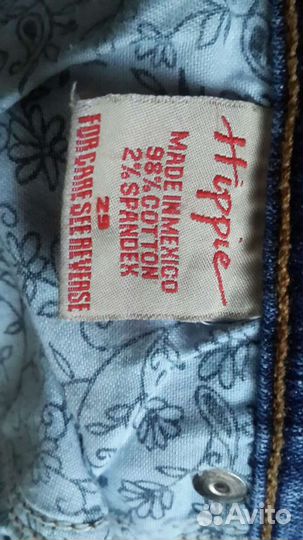 Hippie
MADE IN MEXICO
98% COTTON
2% SPANDEX
29
FOR CARE SEE REVERSE
Avito